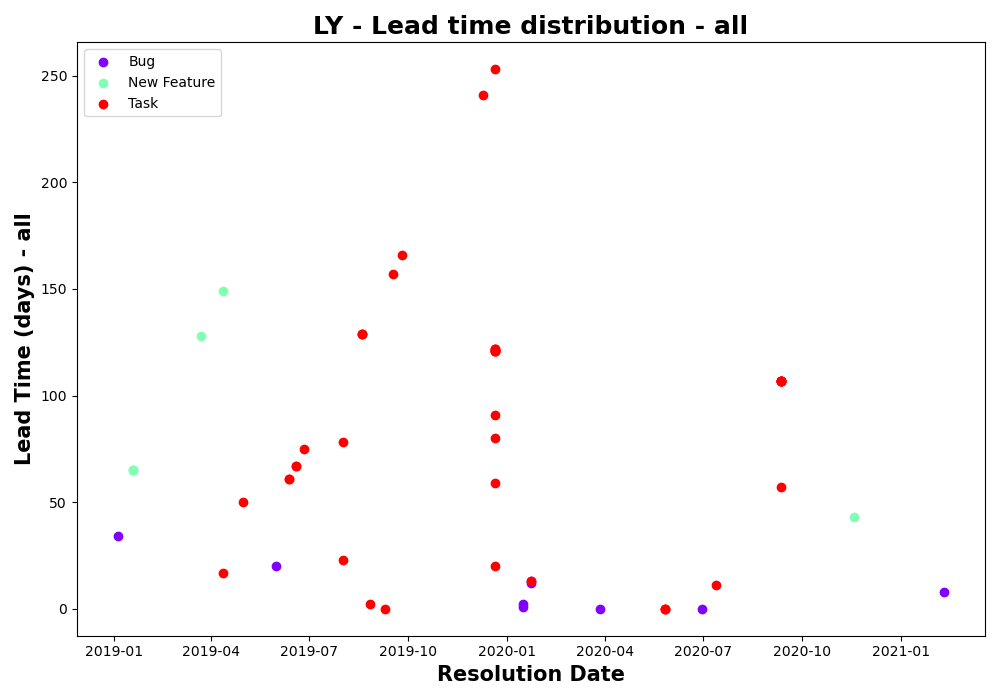 LY - Lead time distribution - all
Bug
New Feature
Task
Lead Time (days) - all
250
200
150
100
50
0
2019-01 2019-04 2019-07 2019-10 2020-01 2020-04 2020-07 2020-10 2021-01
Resolution Date